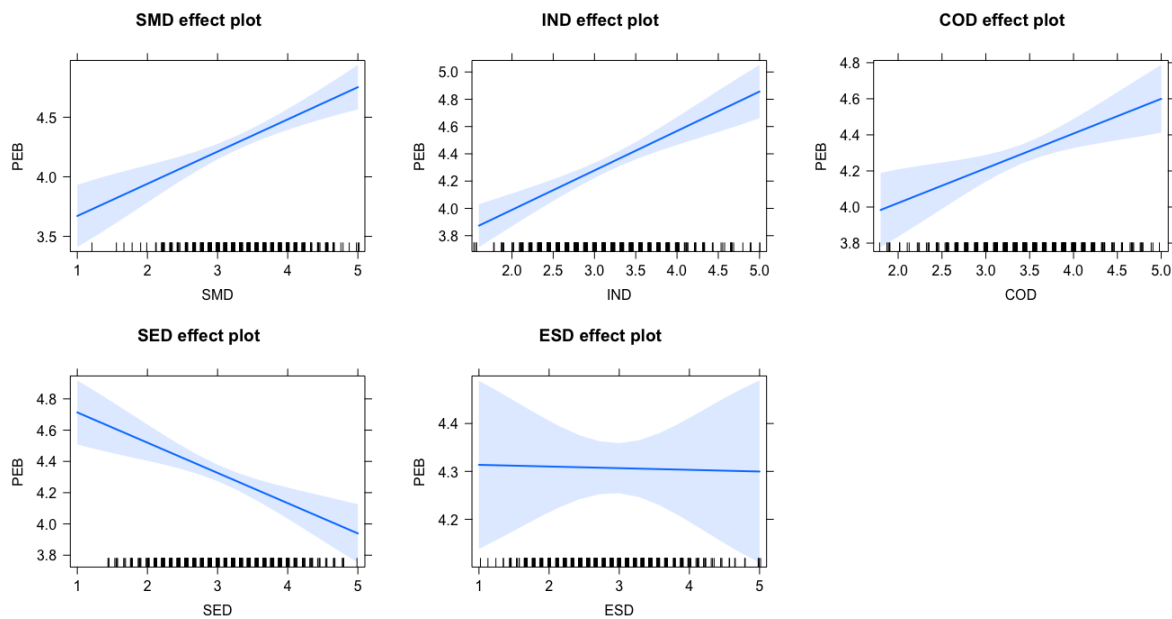 SMD effect plot
4.5
4.0
3.5
PEB
1 2 3 4 5
SMD
IND effect plot
5.0
4.8
4.6
4.4
4.2
4.0
3.8
PEB
2.0 2.5 3.0 3.5 4.0 4.5 5.0
IND
COD effect plot
4.8
4.6
4.4
4.2
4.0
3.8
PEB
2.0 2.5 3.0 3.5 4.0 4.5 5.0
COD
SED effect plot
4.8
4.6
4.4
4.2
4.0
3.8
PEB
1 2 3 4 5
SED
ESD effect plot
4.4
4.3
4.2
PEB
1 2 3 4 5
ESD